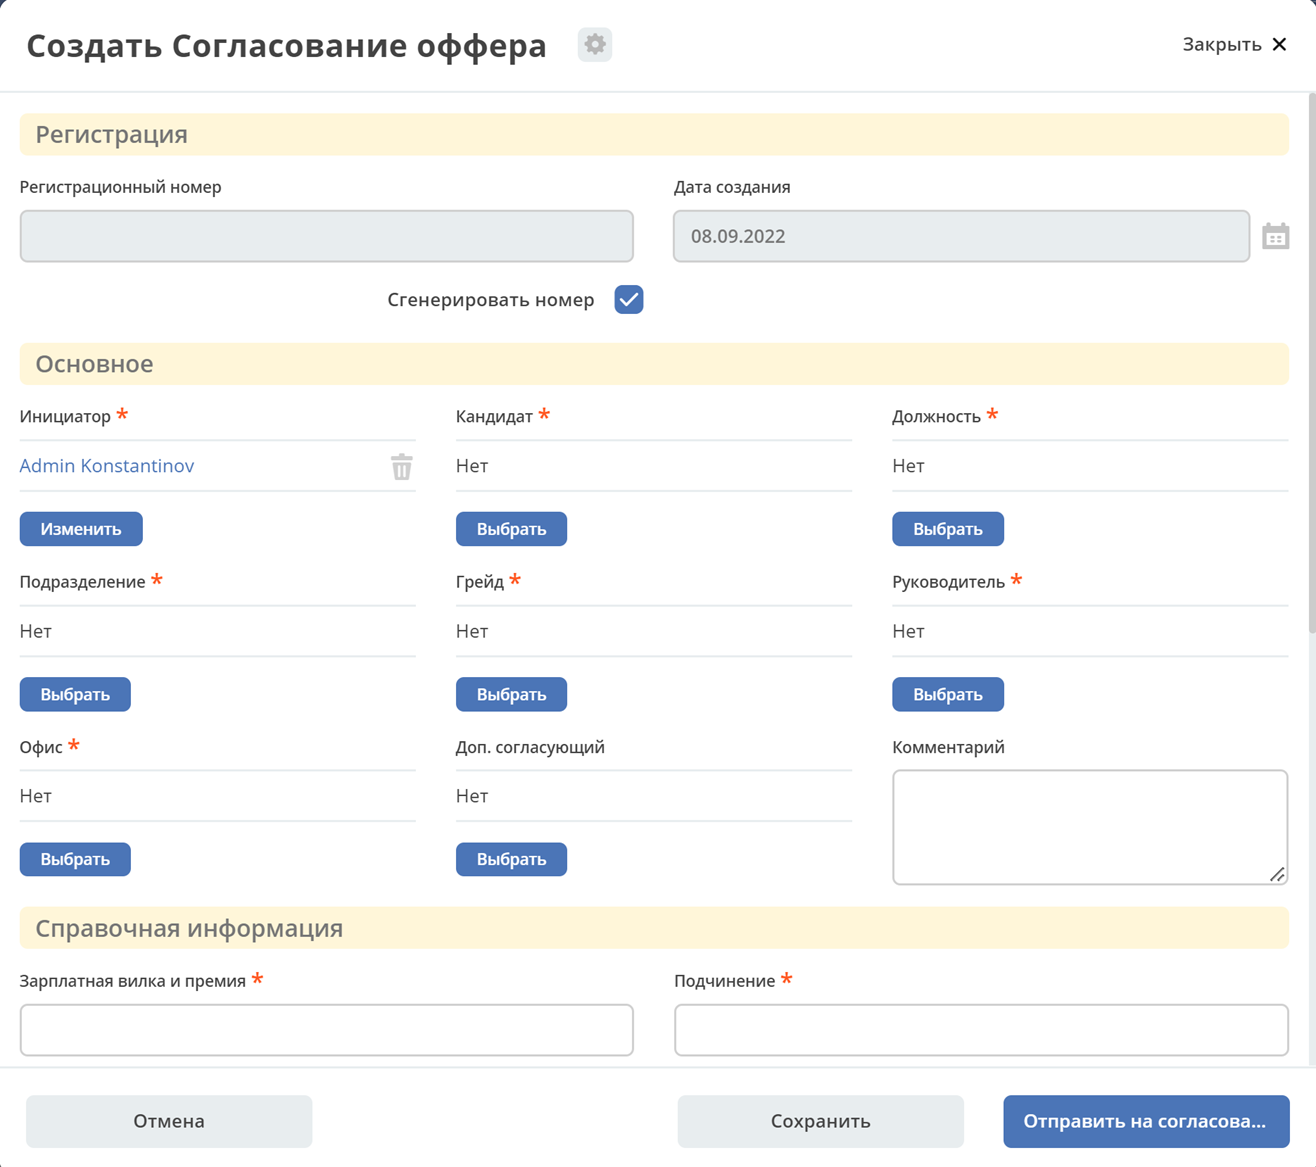 Создать Согласование оффера
Закрыть
Регистрация
Регистрационный номер
Дата создания
08.09.2022
Сгенерировать номер
Основное
Инициатор *
Кандидат *
Должность *
Admin Konstantinov
Нет
Нет
Изменить
Выбрать
Выбрать
Подразделение *
Грейд *
Руководитель *
Нет
Нет
Нет
Выбрать
Выбрать
Выбрать
Офис *
Доп. согласующий
Комментарий
Нет
Нет
Выбрать
Выбрать
Справочная информация
Зарплатная вилка и премия *
Подчинение *
Отмена
Сохранить
Отправить на согласова...